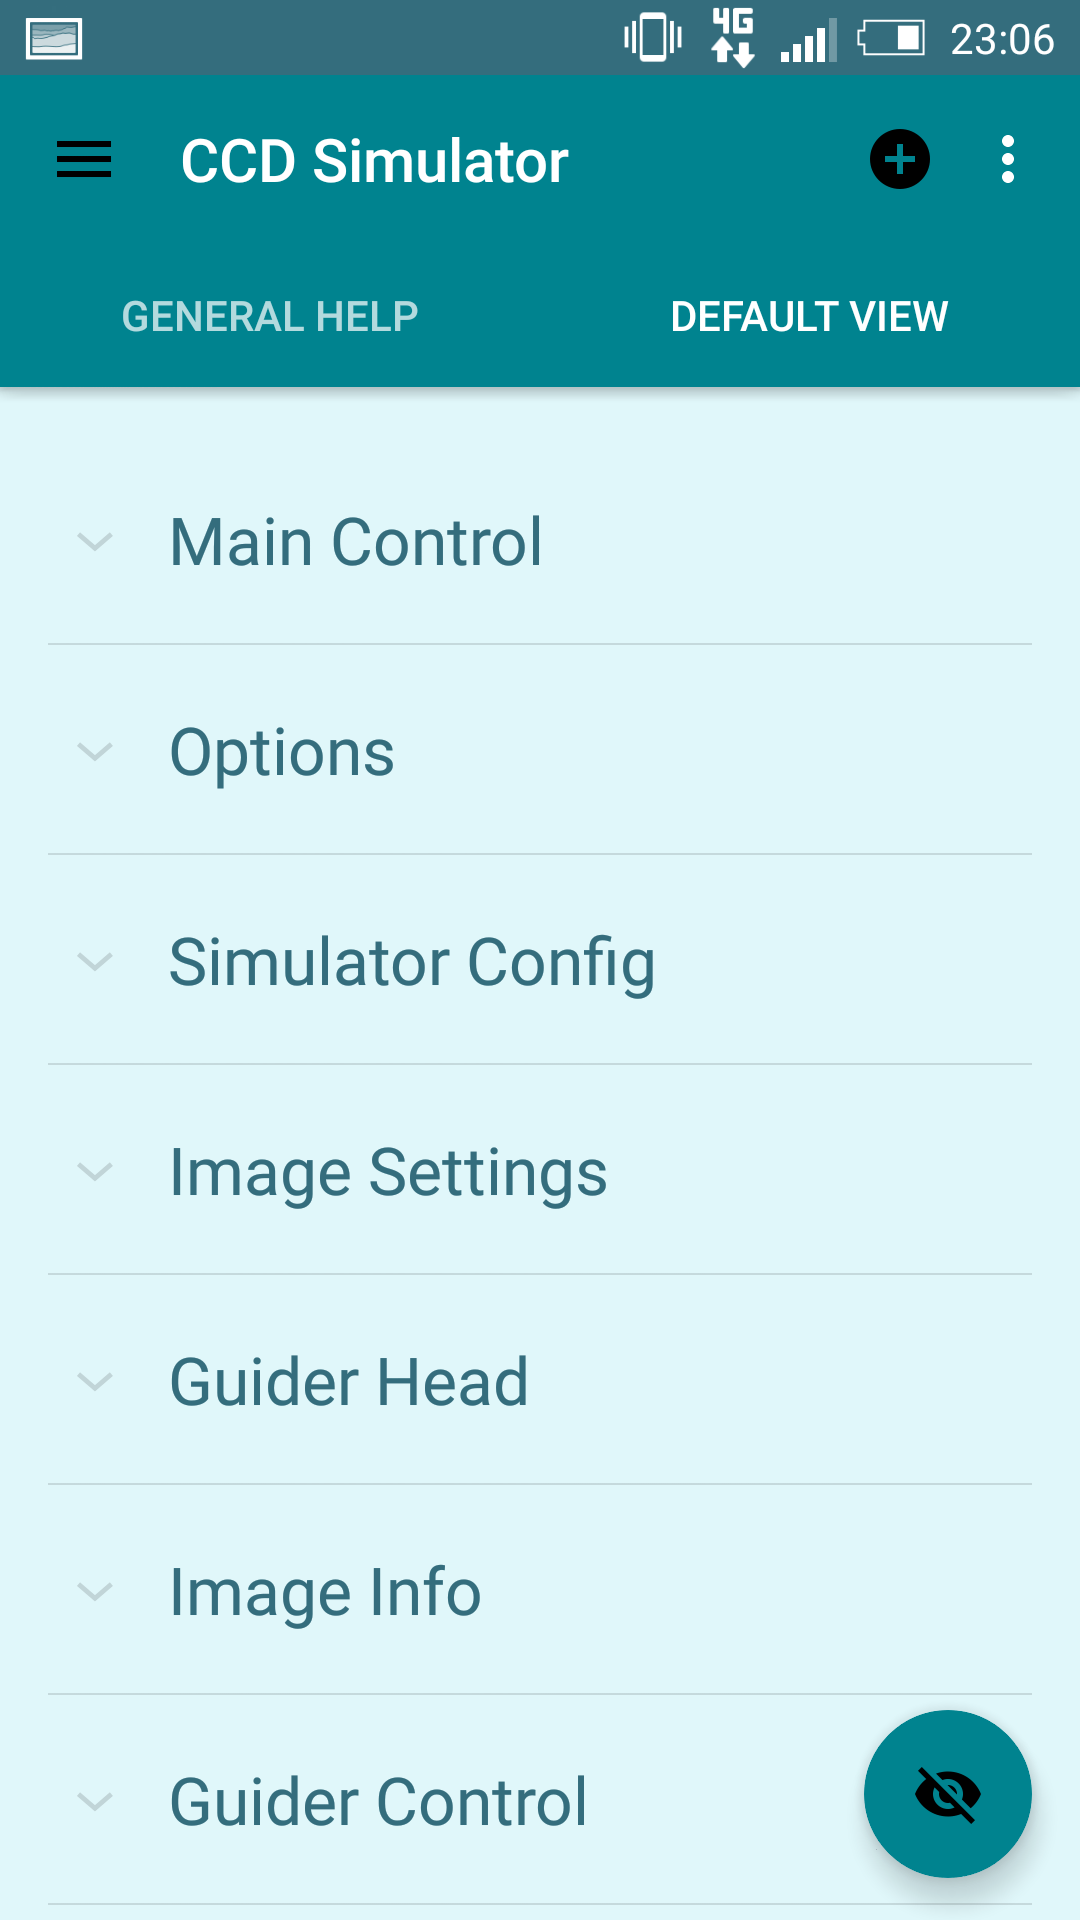 4G 23:06
CCD Simulator
GENERAL HELP DEFAULT VIEW
Main Control
Options
Simulator Config
Image Settings
Guider Head
Image Info
Guider Control